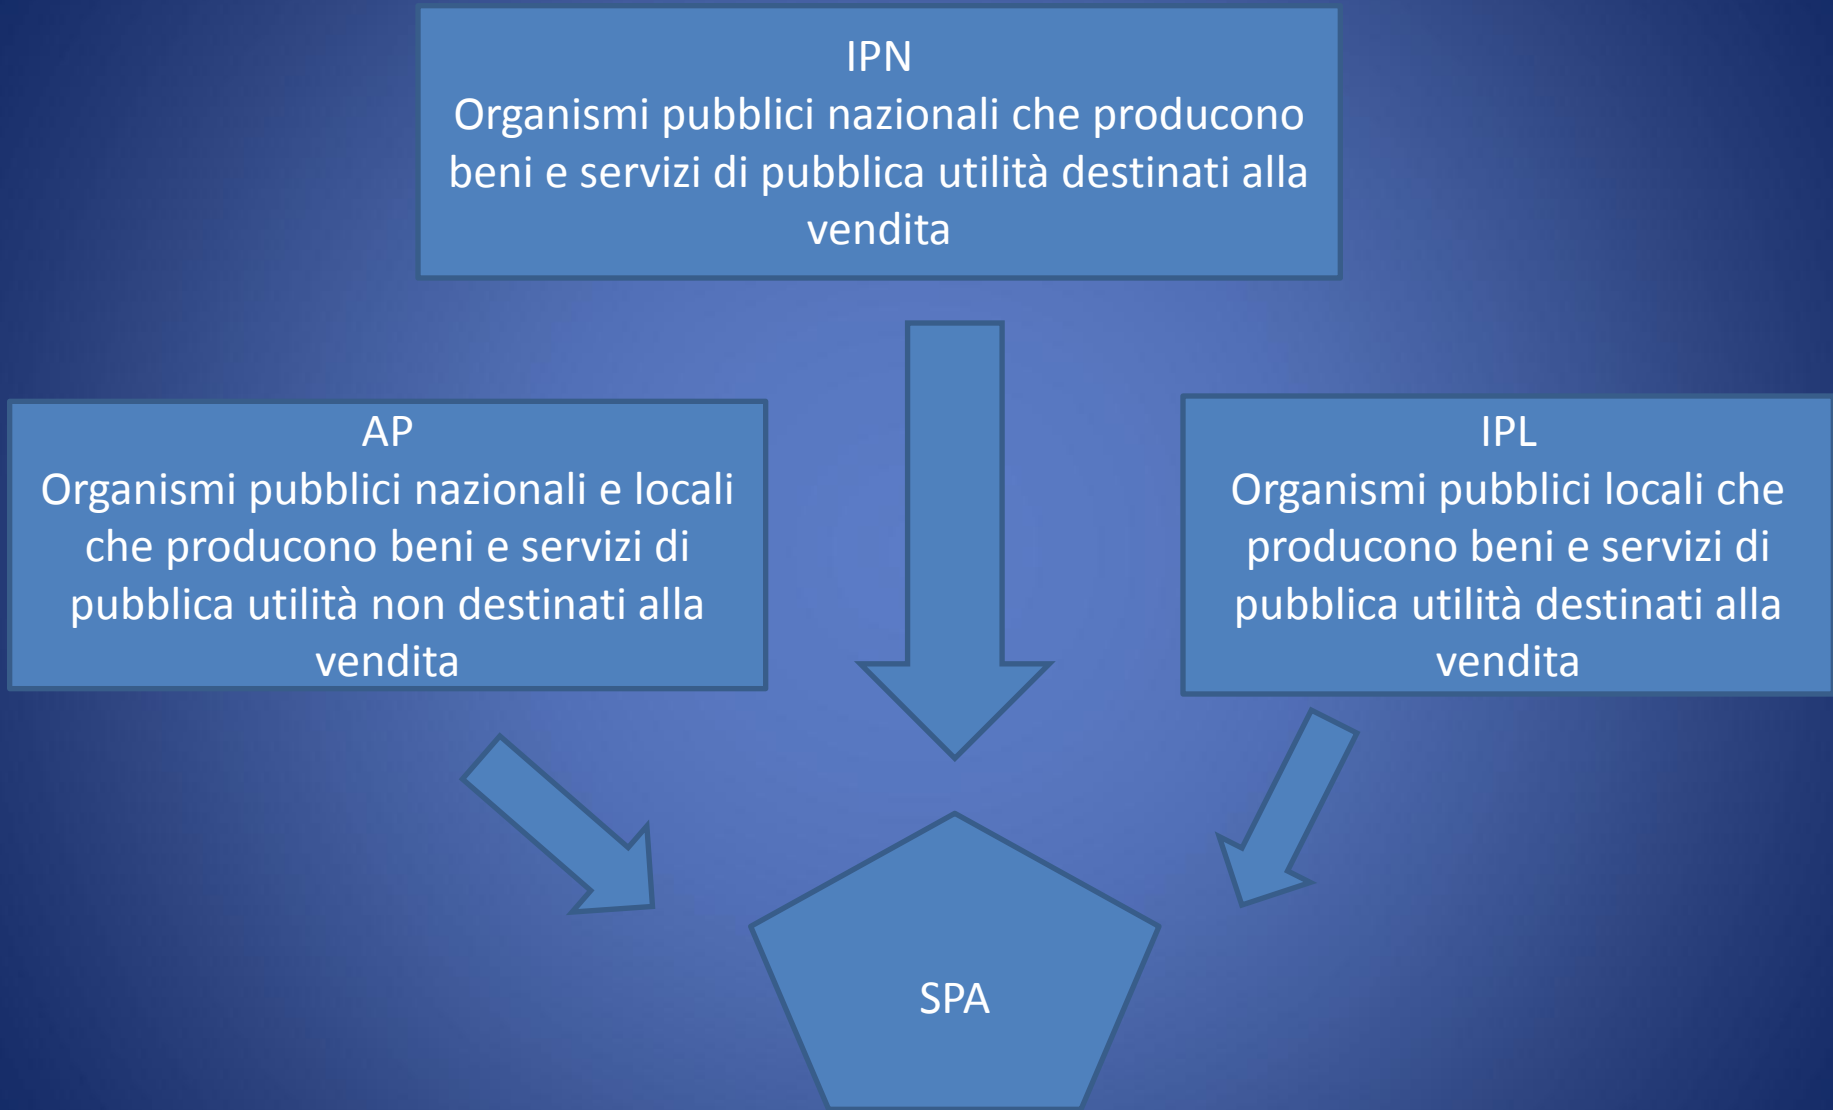 IPN
Organismi pubblici nazionali che producono
beni e servizi di pubblica utilità destinati alla
vendita
AP
Organismi pubblici nazionali e locali
che producono beni e servizi di
pubblica utilità non destinati alla
vendita
IPL
Organismi pubblici locali che
producono beni e servizi di
pubblica utilità destinati alla
vendita
SPA